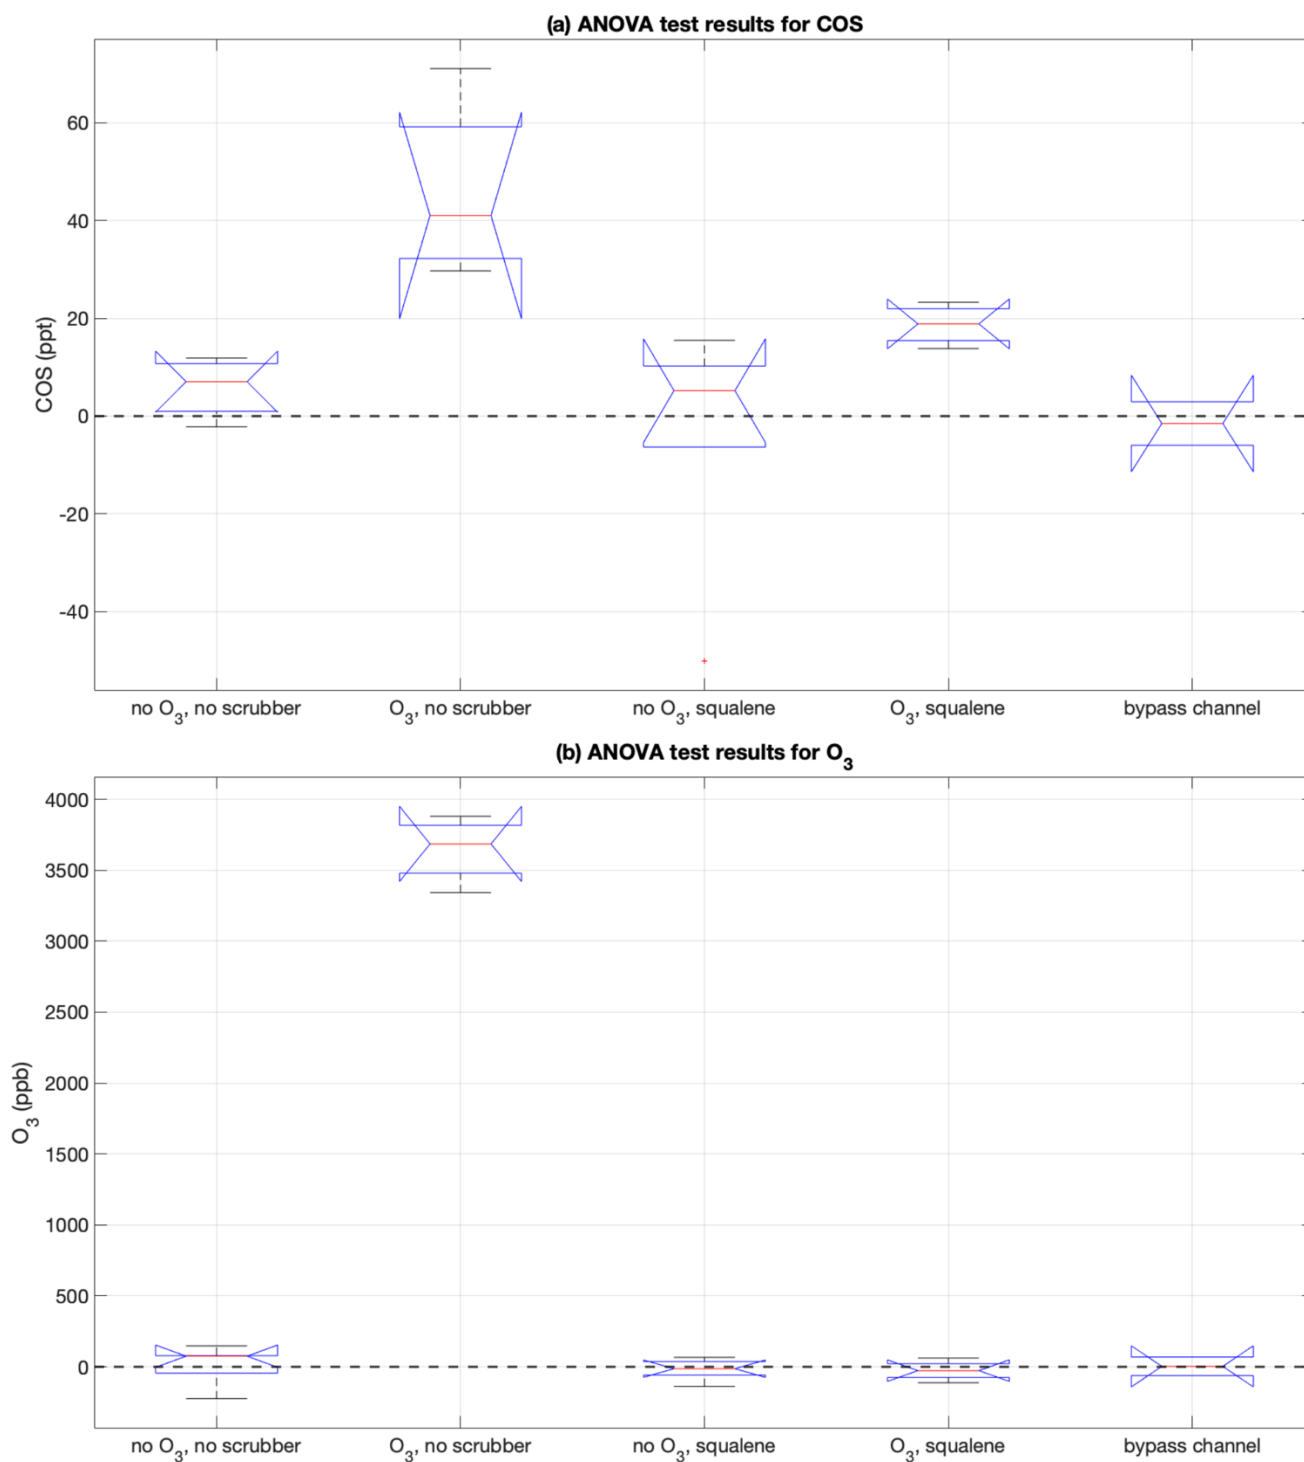 (a) ANOVA test results for COS
COS (ppt)
60
40
20
0
-20
-40
no O₃, no scrubber
O₃, no scrubber
no O₃, squalene
O₃, squalene
bypass channel
(b) ANOVA test results for O₃
O₃ (ppb)
4000
3500
3000
2500
2000
1500
1000
500
0
no O₃, no scrubber
O₃, no scrubber
no O₃, squalene
O₃, squalene
bypass channel